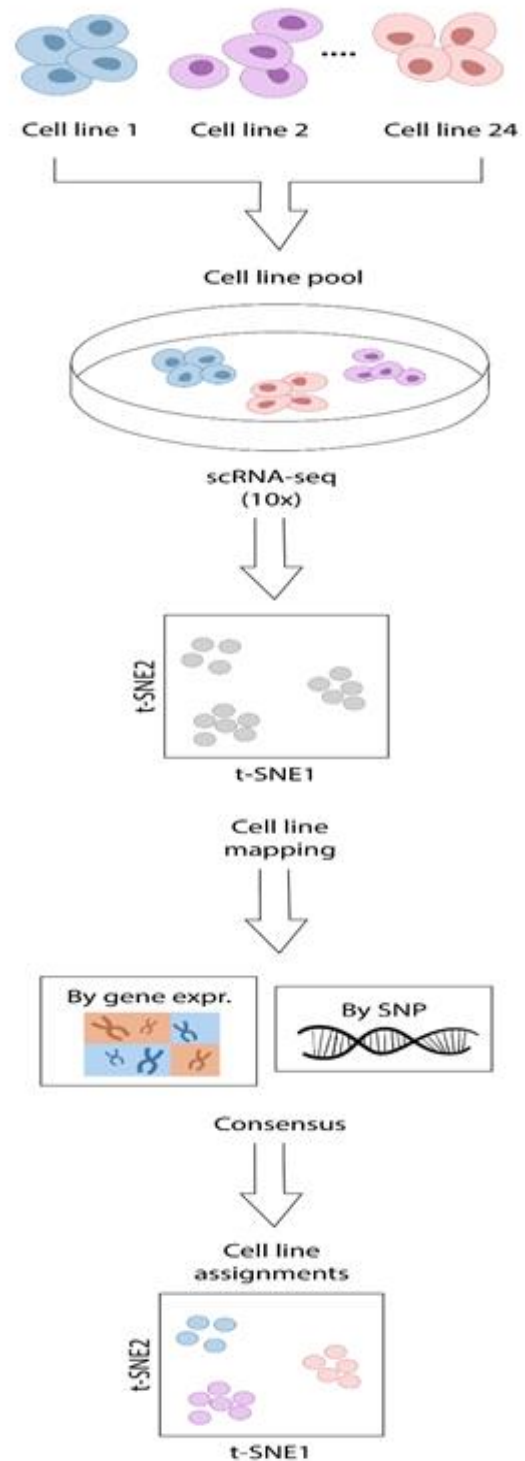 ....
Cell line 1 Cell line 2 Cell line 24
Cell line pool
scRNA-seq
(10x)
t-SNE2
t-SNE1
Cell line
mapping
By gene expr.
By SNP
Consensus
Cell line
assignments
t-SNE2
t-SNE1